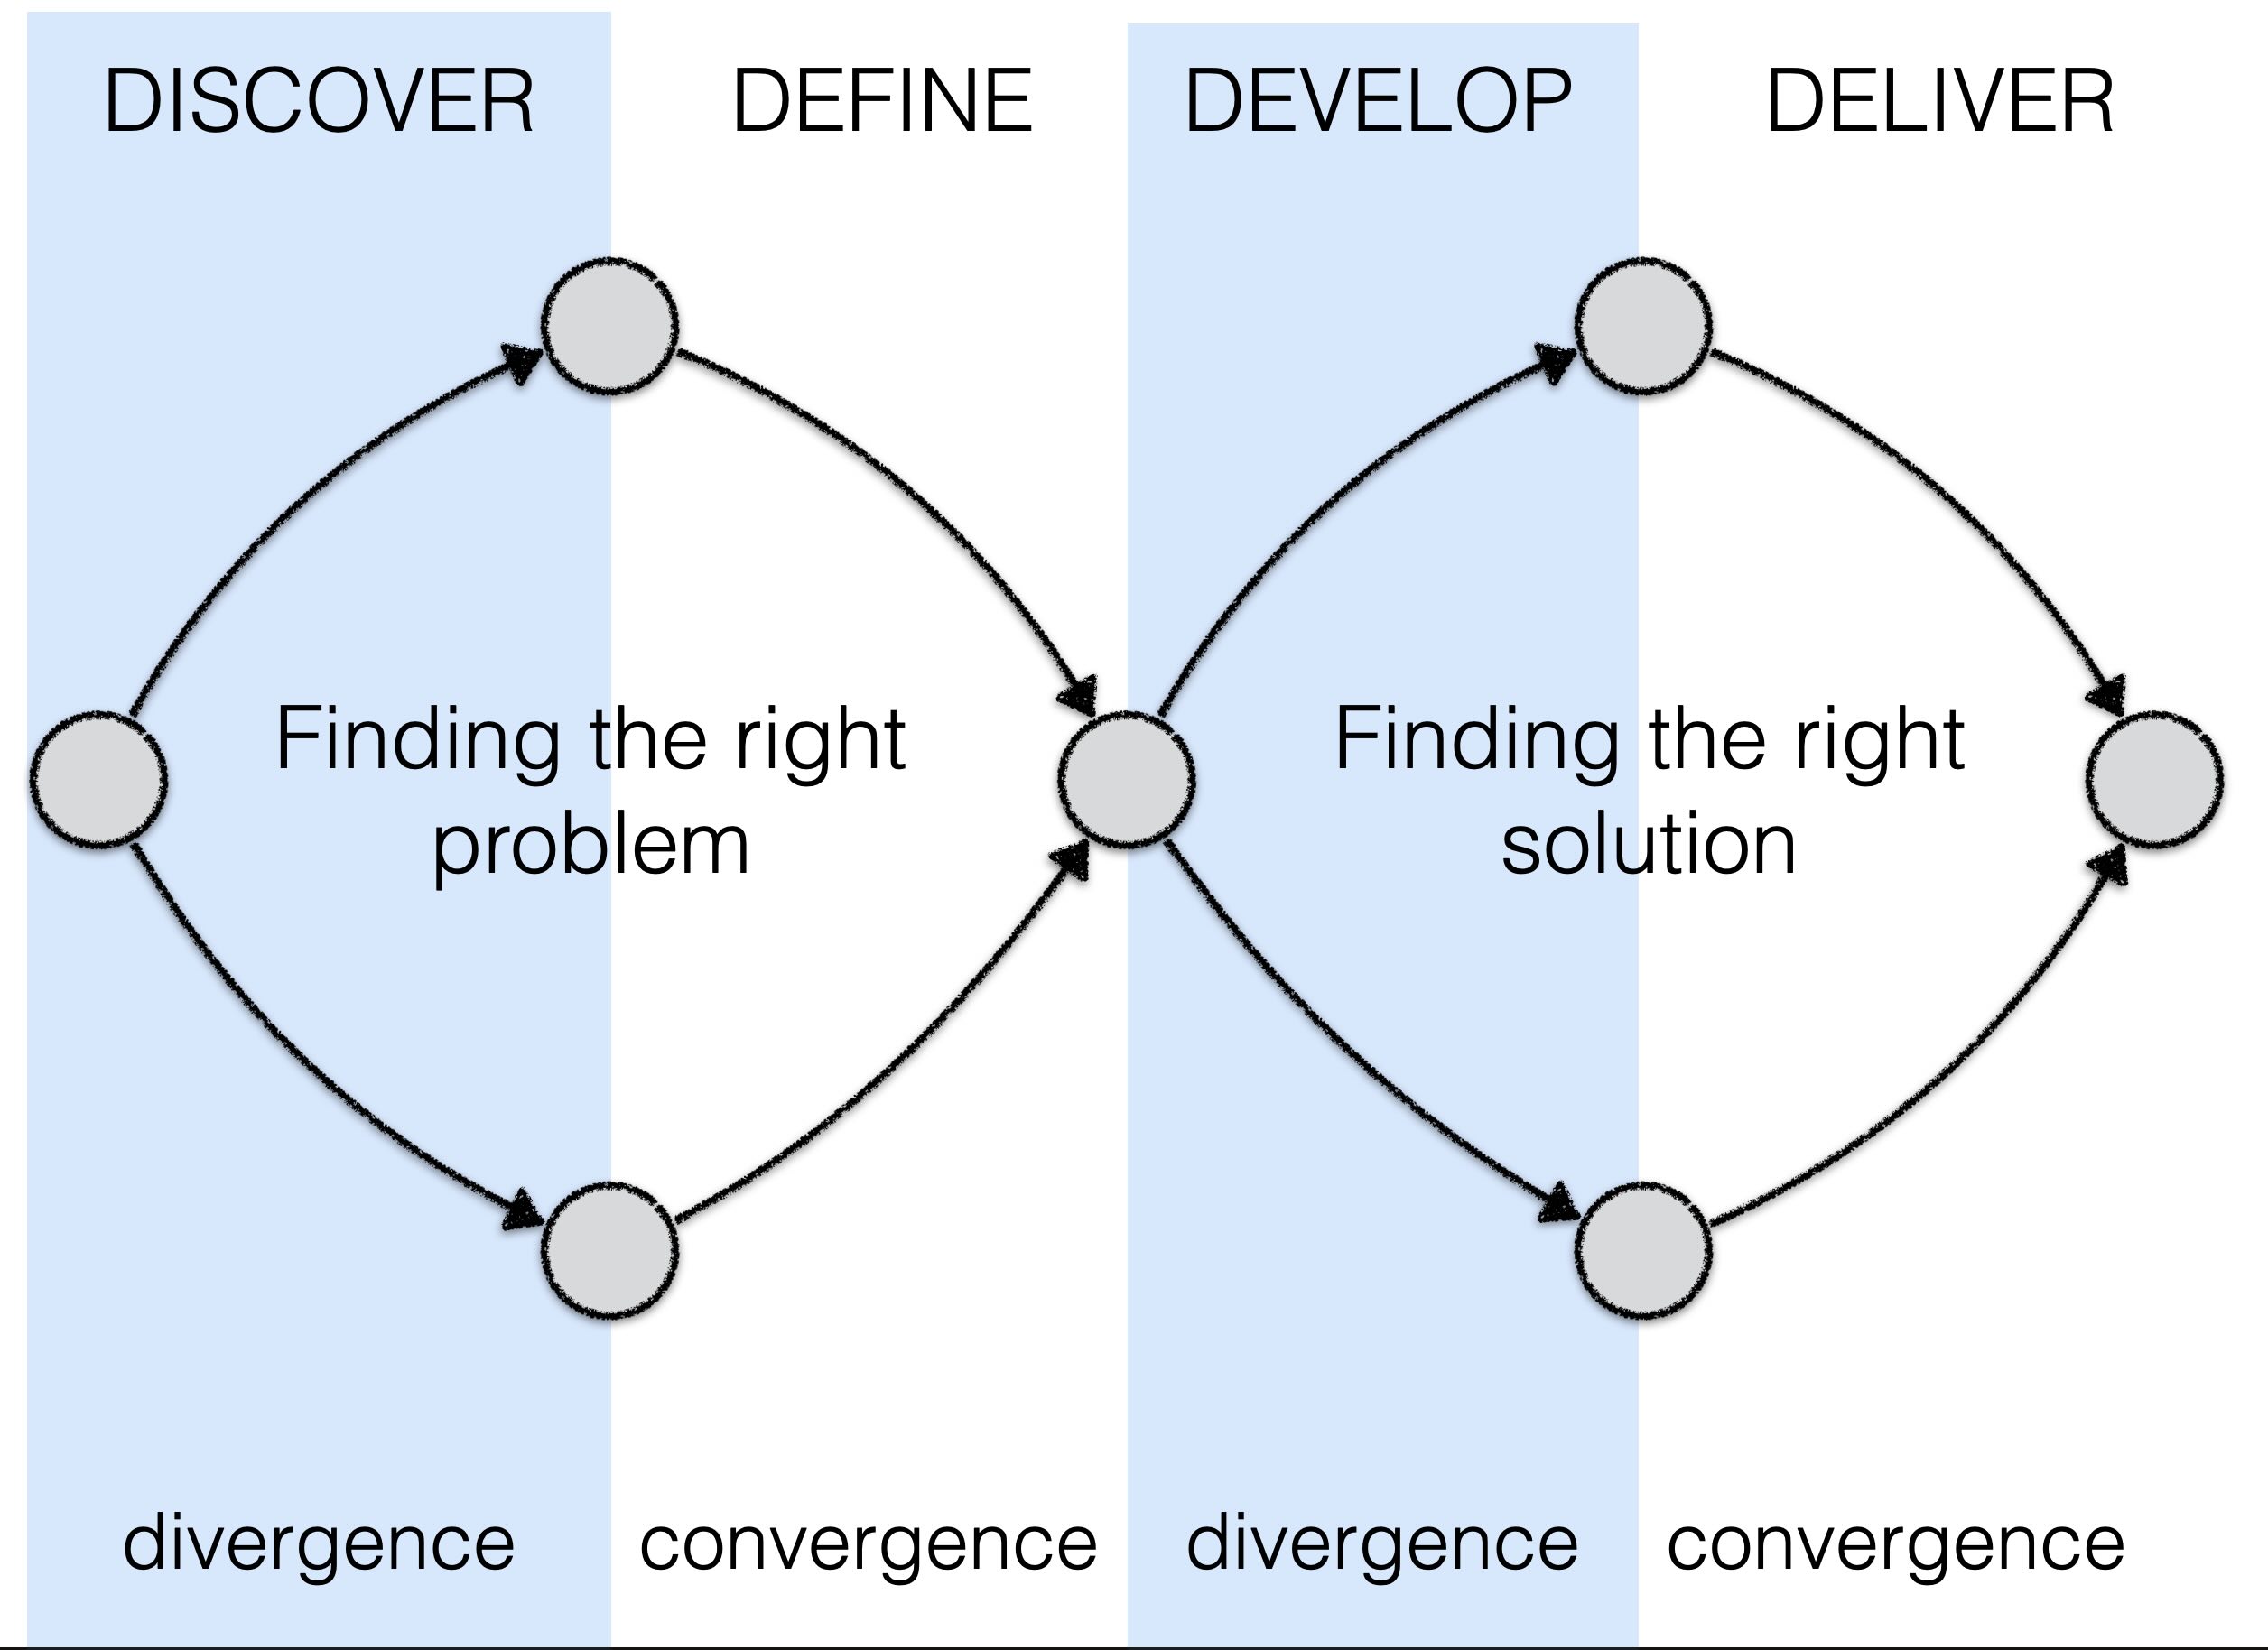 DISCOVER
DEFINE
DEVELOP
DELIVER
Finding the right
problem
Finding the right
solution
divergence
convergence
divergence
convergence